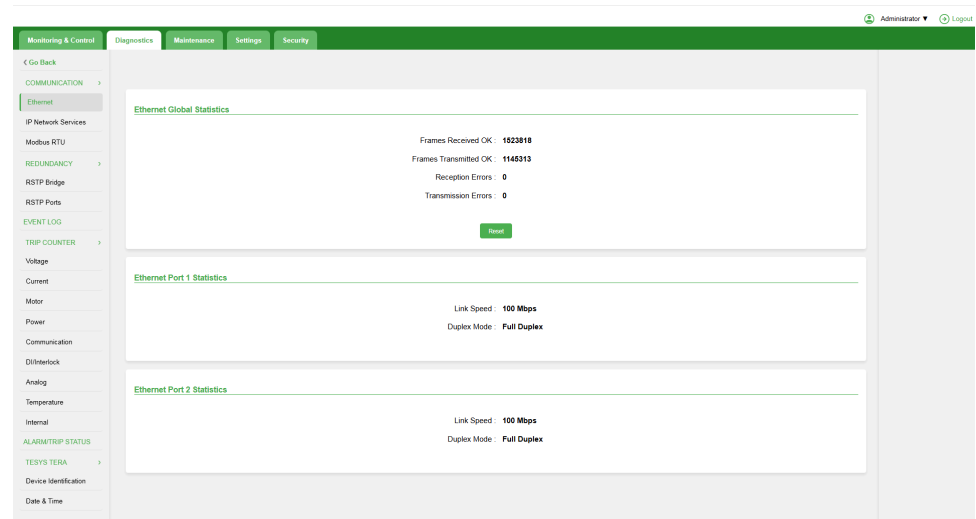 Administrator ▼ Logout
Monitoring & Control Diagnostics Maintenance Settings Security
Go Back
COMMUNICATION
Ethernet
IP Network Services
Modbus RTU
REDUNDANCY
RSTP Bridge
RSTP Ports
EVENT LOG
TRIP COUNTER
Voltage
Current
Motor
Power
Communication
DI/Interlock
Analog
Temperature
Internal
ALARM/TRIP STATUS
TESYS TERA
Device Identification
Date & Time
Ethernet Global Statistics
Frames Received OK : 1523818
Frames Transmitted OK : 1145313
Reception Errors : 0
Transmission Errors : 0
Reset
Ethernet Port 1 Statistics
Link Speed : 100 Mbps
Duplex Mode : Full Duplex
Ethernet Port 2 Statistics
Link Speed : 100 Mbps
Duplex Mode : Full Duplex